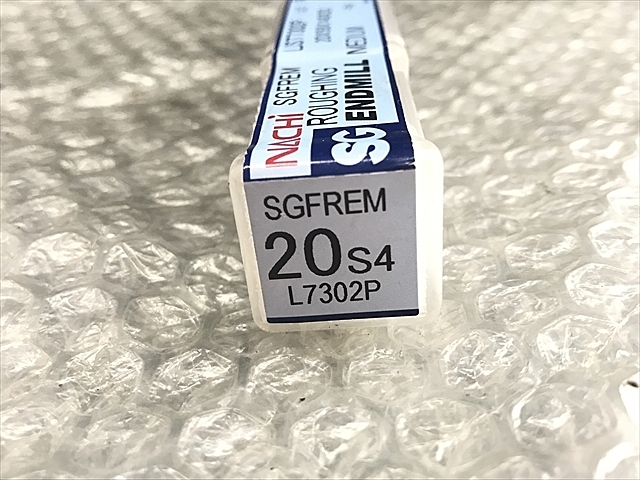 NACHi SGFREM
SG ROUGHING
ENDMILL MEDIUM
SGFREM
20S4
L7302P